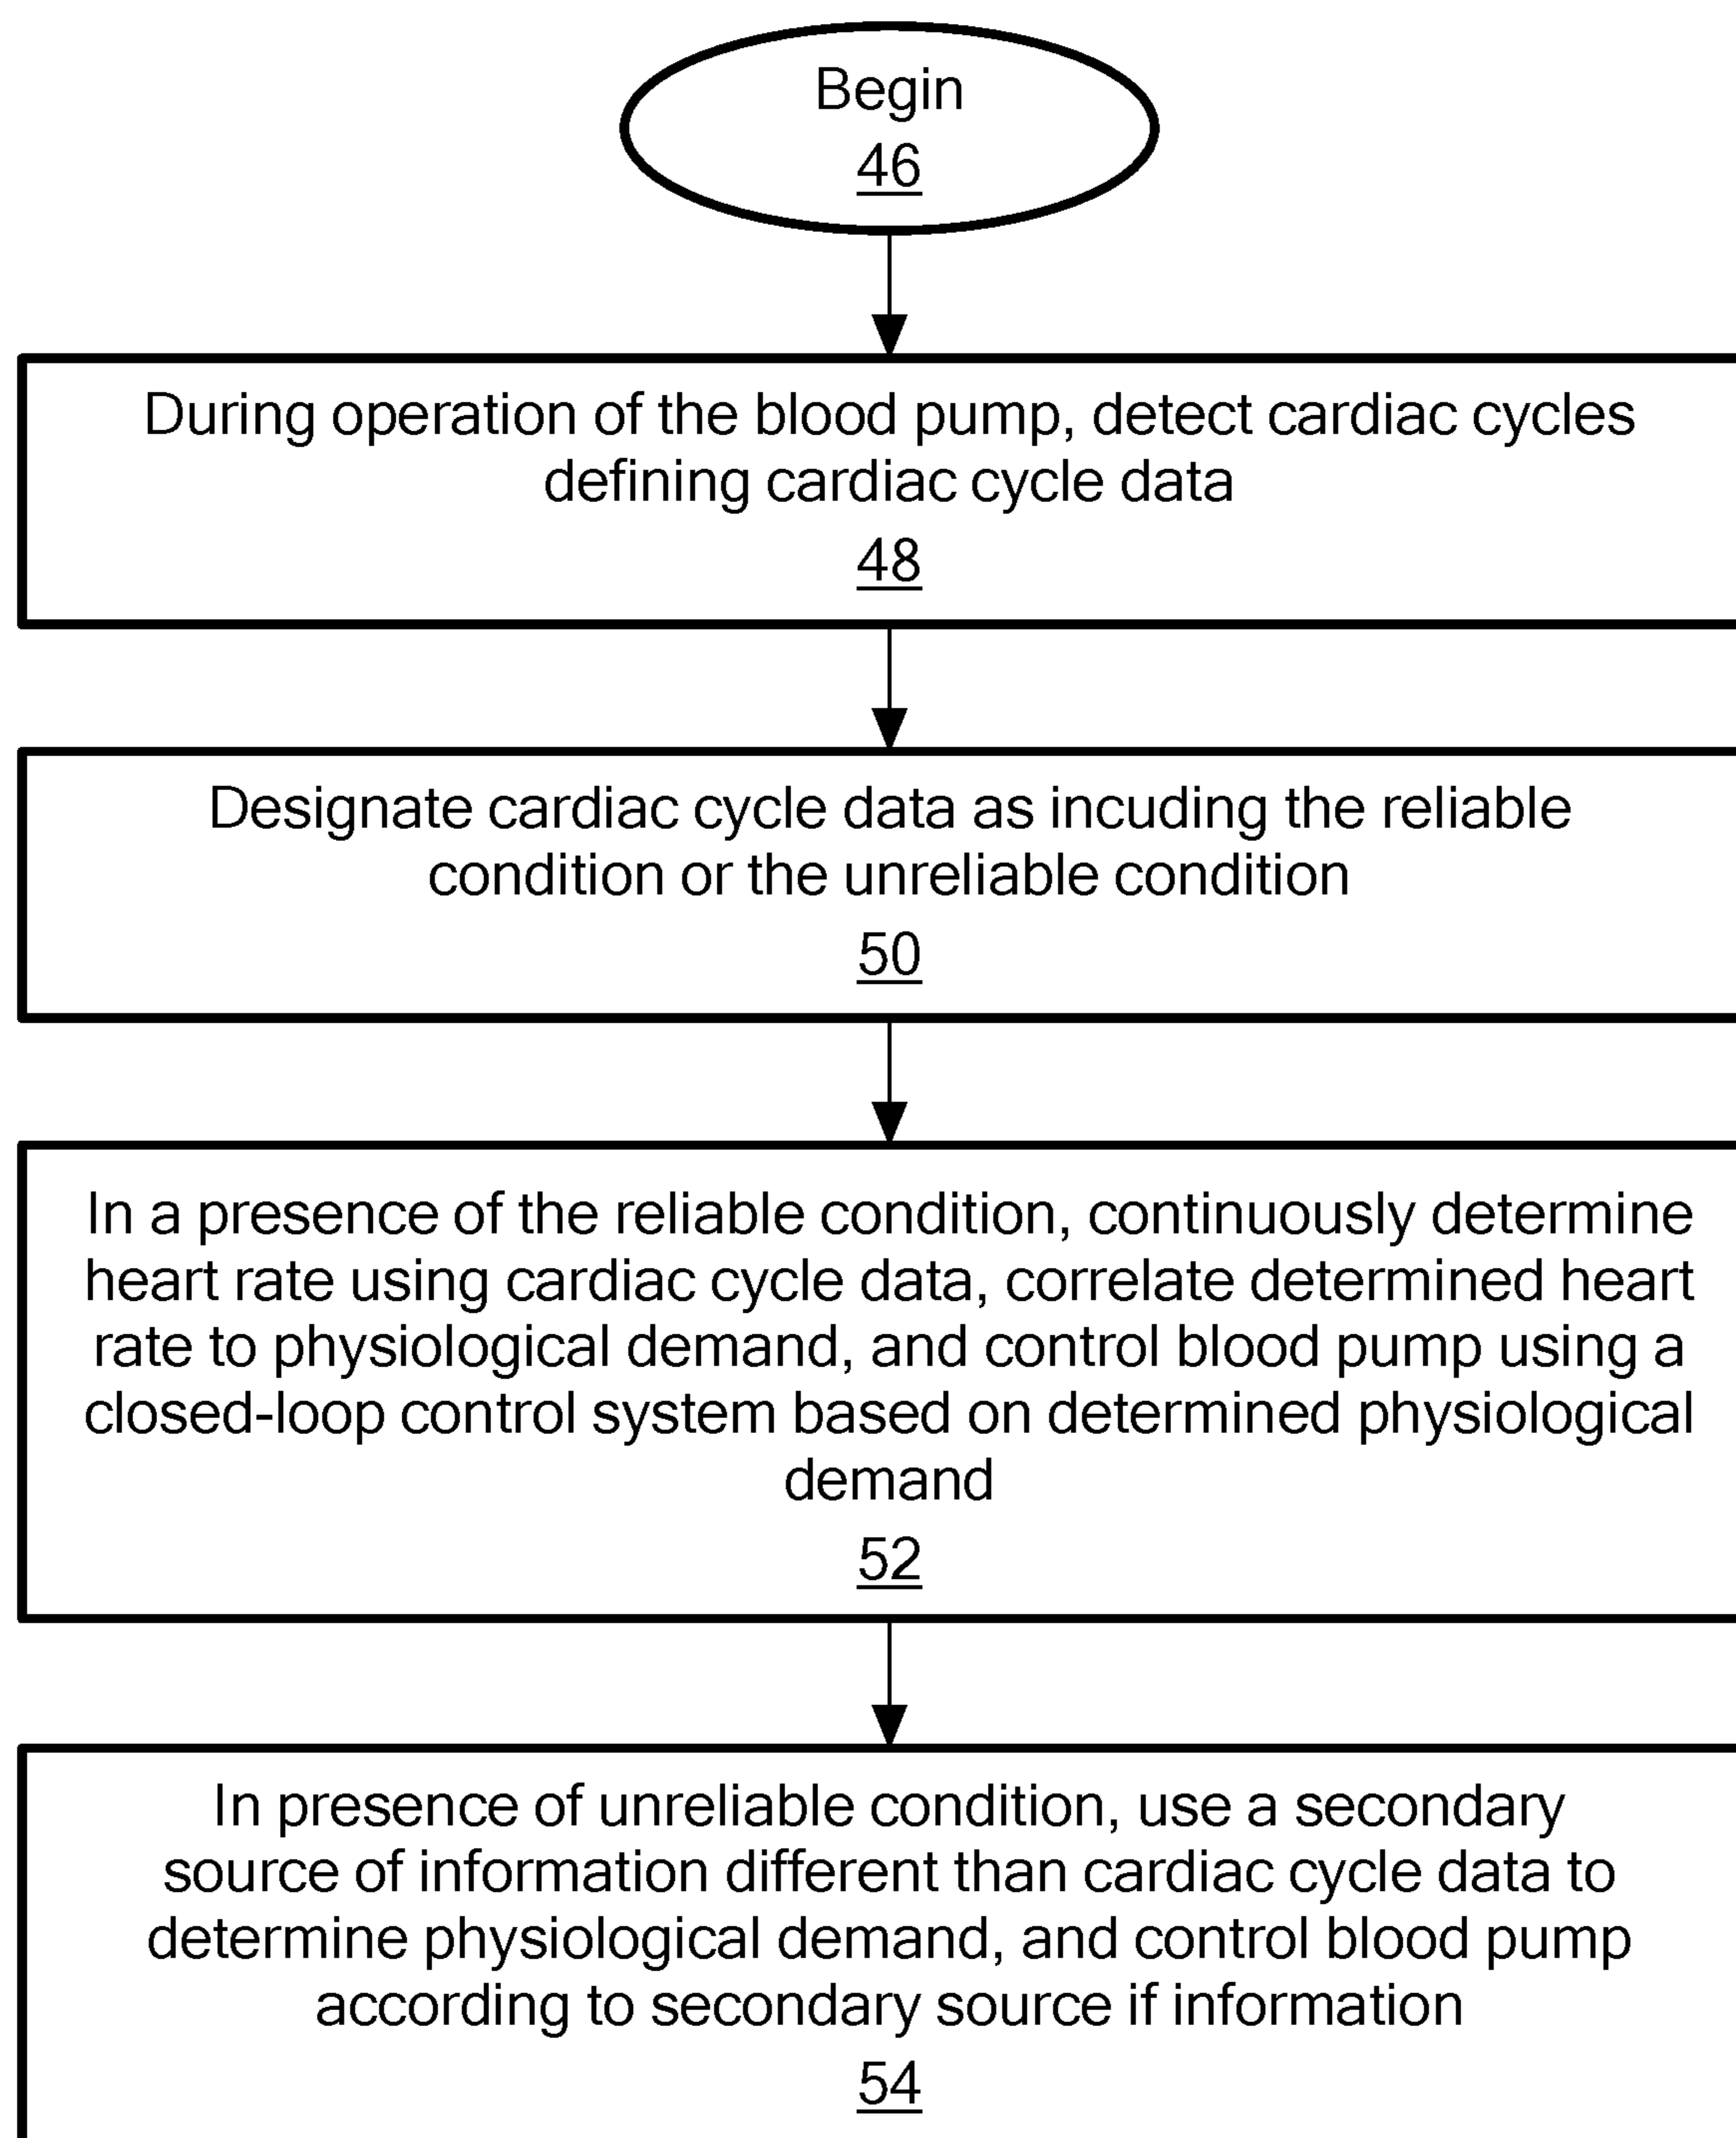 Begin
46
During operation of the blood pump, detect cardiac cycles
defining cardiac cycle data
48
Designate cardiac cycle data as incuding the reliable
condition or the unreliable condition
50
In a presence of the reliable condition, continuously determine
heart rate using cardiac cycle data, correlate determined heart
rate to physiological demand, and control blood pump using a
closed-loop control system based on determined physiological
demand
52
In presence of unreliable condition, use a secondary
source of information different than cardiac cycle data to
determine physiological demand, and control blood pump
according to secondary source if information
54